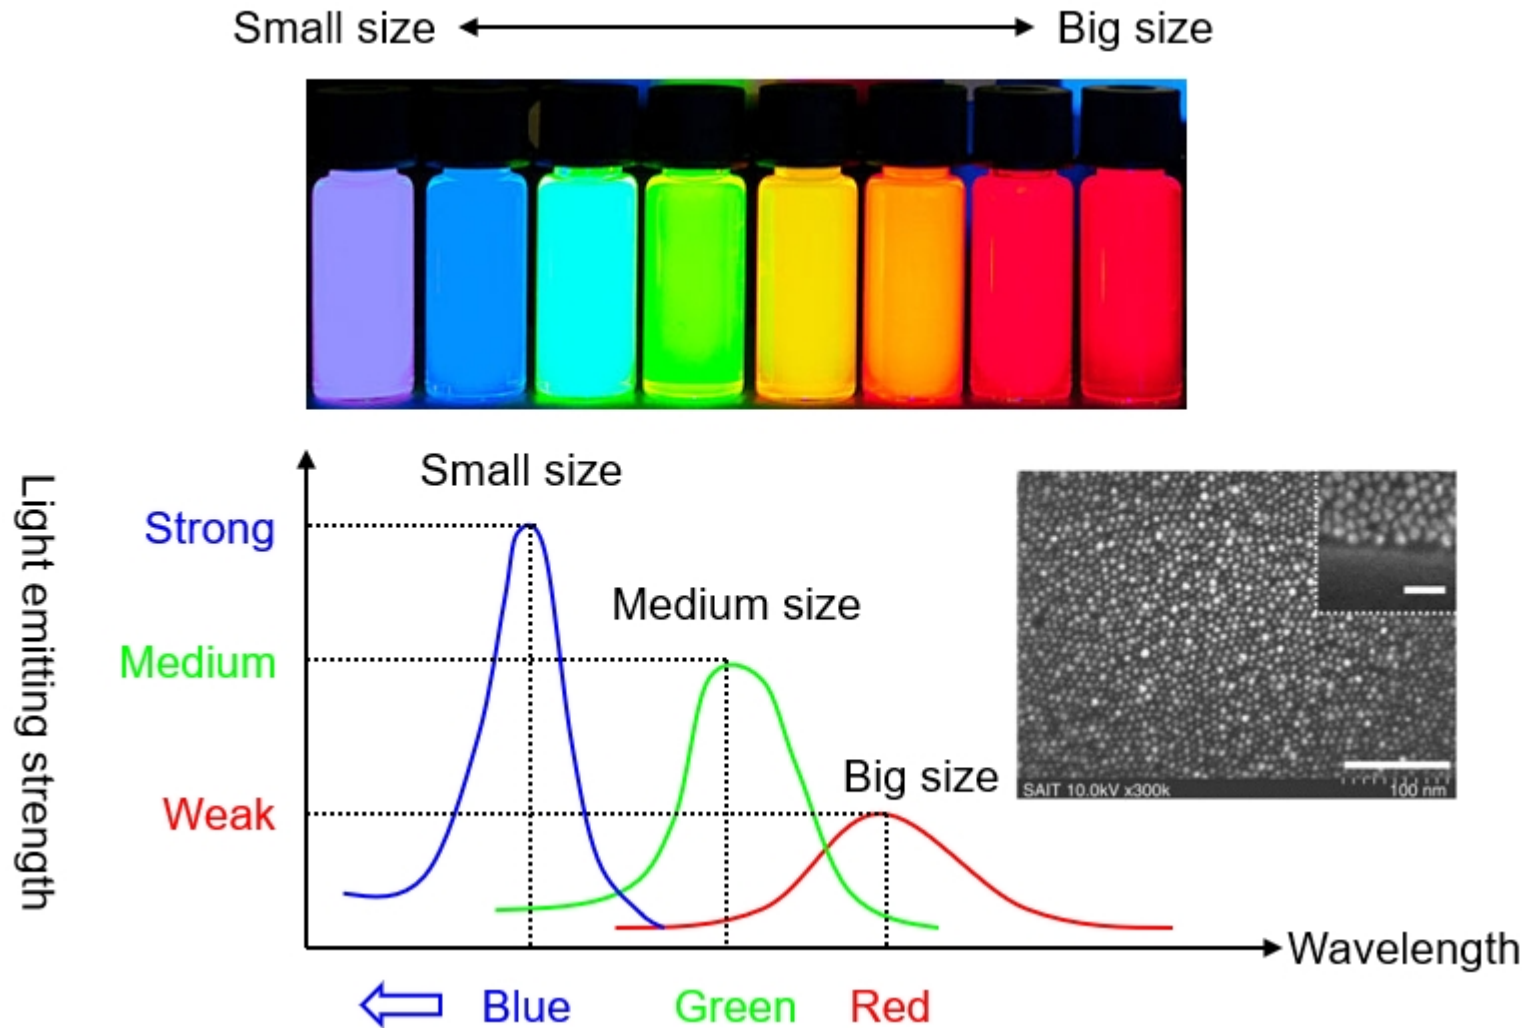 Small size
Big size
Small size
Strong
Medium size
Medium
Big size
Weak
Light emitting strength
SAIT 10.0kV x300k
100 nm
Wavelength
Blue
Green
Red